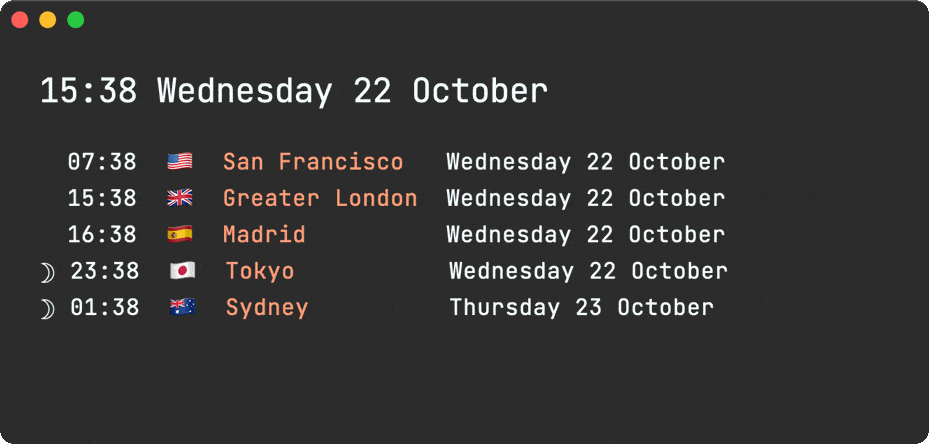 15:38 Wednesday 22 October
07:38 🇺🇸 San Francisco Wednesday 22 October
15:38 🇬🇧 Greater London Wednesday 22 October
16:38 🇪🇸 Madrid Wednesday 22 October
☽ 23:38 🇯🇵 Tokyo Wednesday 22 October
☽ 01:38 🇦🇺 Sydney Thursday 23 October